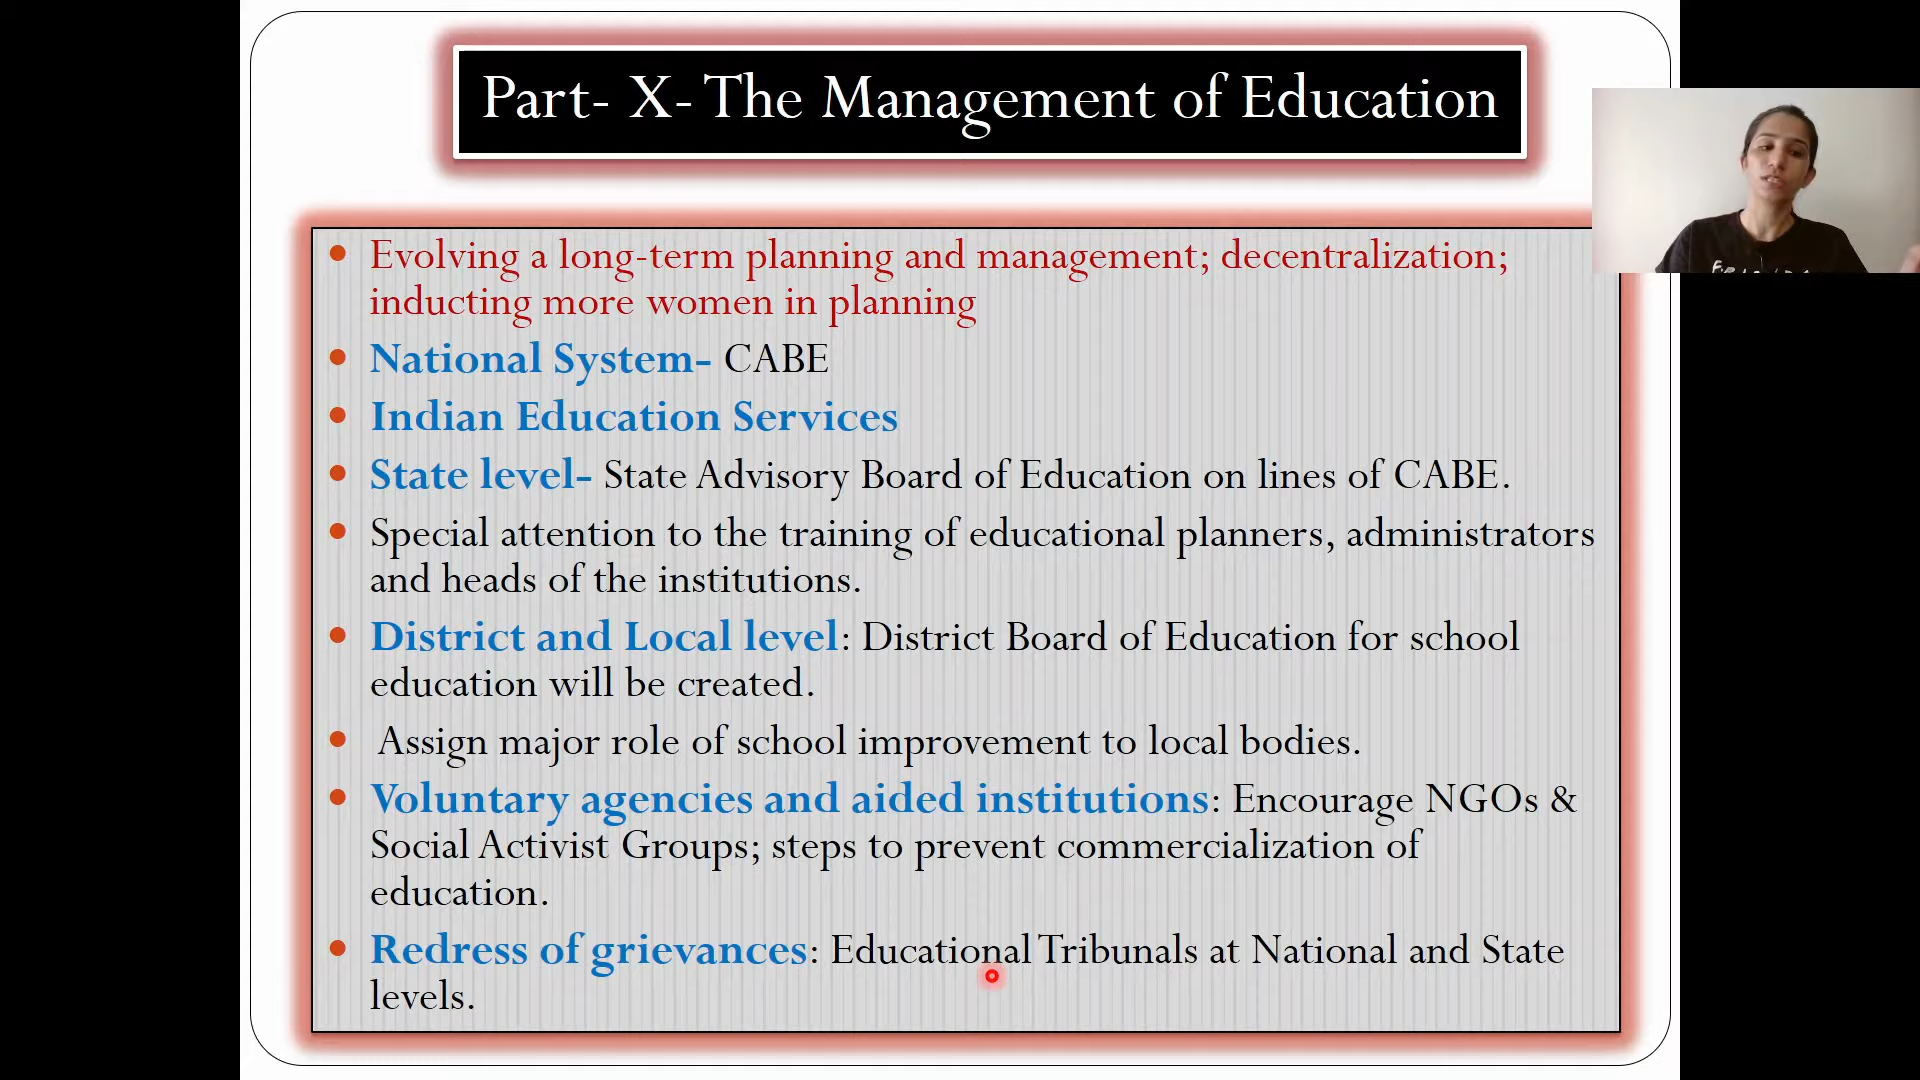 Part- X- The Management of Education
• Evolving a long-term planning and management; decentralization;
inducting more women in planning
• National System- CABE
• Indian Education Services
• State level- State Advisory Board of Education on lines of CABE.
• Special attention to the training of educational planners, administrators
and heads of the institutions.
• District and Local level: District Board of Education for school
education will be created.
• Assign major role of school improvement to local bodies.
• Voluntary agencies and aided institutions: Encourage NGOs &
Social Activist Groups; steps to prevent commercialization of
education.
• Redress of grievances: Educational Tribunals at National and State
levels.